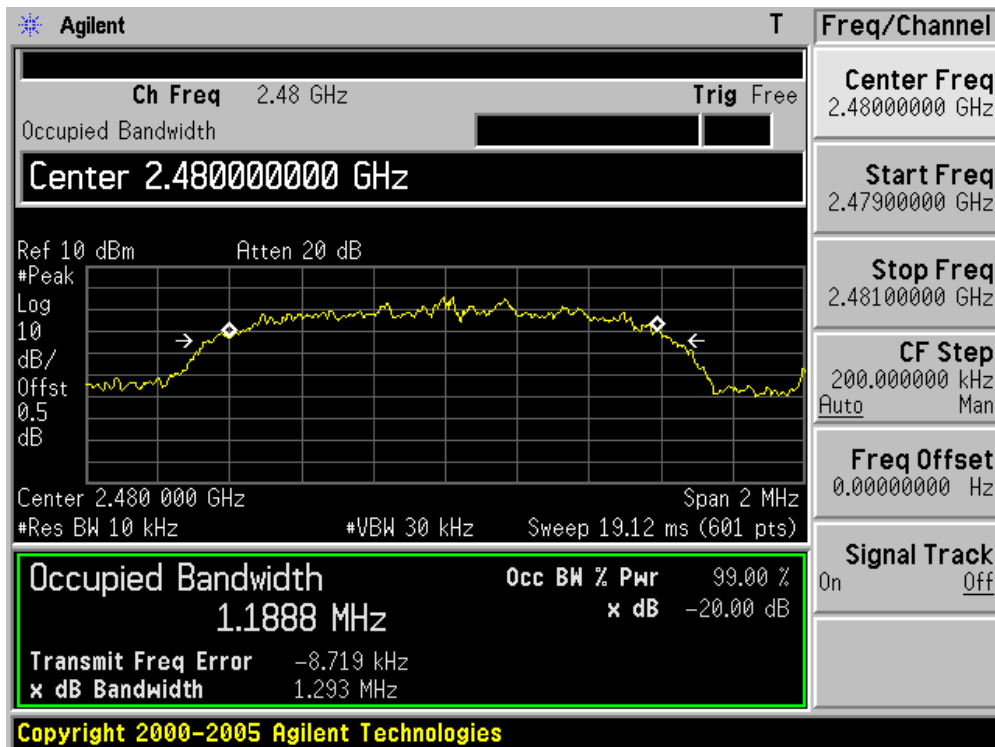 Agilent T
Ch Freq 2.48 GHz Trig Free
Occupied Bandwidth
Center 2.480000000 GHz
Ref 10 dBm Atten 20 dB
#Peak
Log
10
dB/
Offst
0.5
dB
Center 2.480 000 GHz Span 2 MHz
#Res BW 10 kHz #VBW 30 kHz Sweep 19.12 ms (601 pts)
Occupied Bandwidth Occ BW % Pwr 99.00 %
1.1888 MHz x dB -20.00 dB
Transmit Freq Error -8.719 kHz
x dB Bandwidth 1.293 MHz
Copyright 2000-2005 Agilent Technologies
Freq/Channel
Center Freq
2.48000000 GHz
Start Freq
2.47900000 GHz
Stop Freq
2.48100000 GHz
CF Step
200.000000 kHz
Auto Man
Freq Offset
0.00000000 Hz
Signal Track
On Off